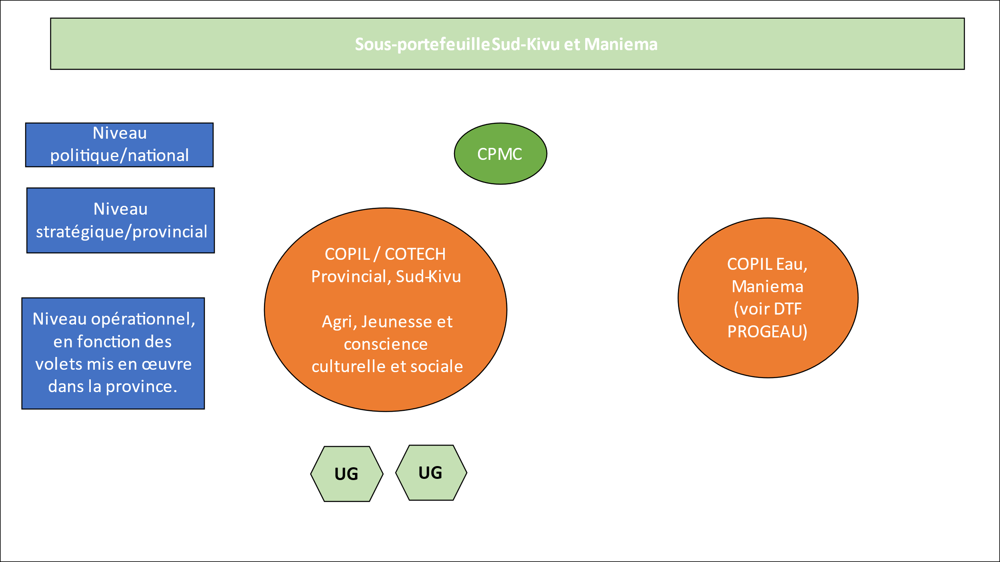 Sous-portefeuille Sud-Kivu et Maniema
Niveau
politique/national
CPMC
Niveau
stratégique/provincial
COPIL / COTECH
Provincial, Sud-Kivu
Agri, Jeunesse et
conscience
culturelle et sociale
COPIL Eau,
Maniema
(voir DTF
PROGEAU)
Niveau opérationnel,
en fonction des
volets mis en œuvre
dans la province.
UG
UG